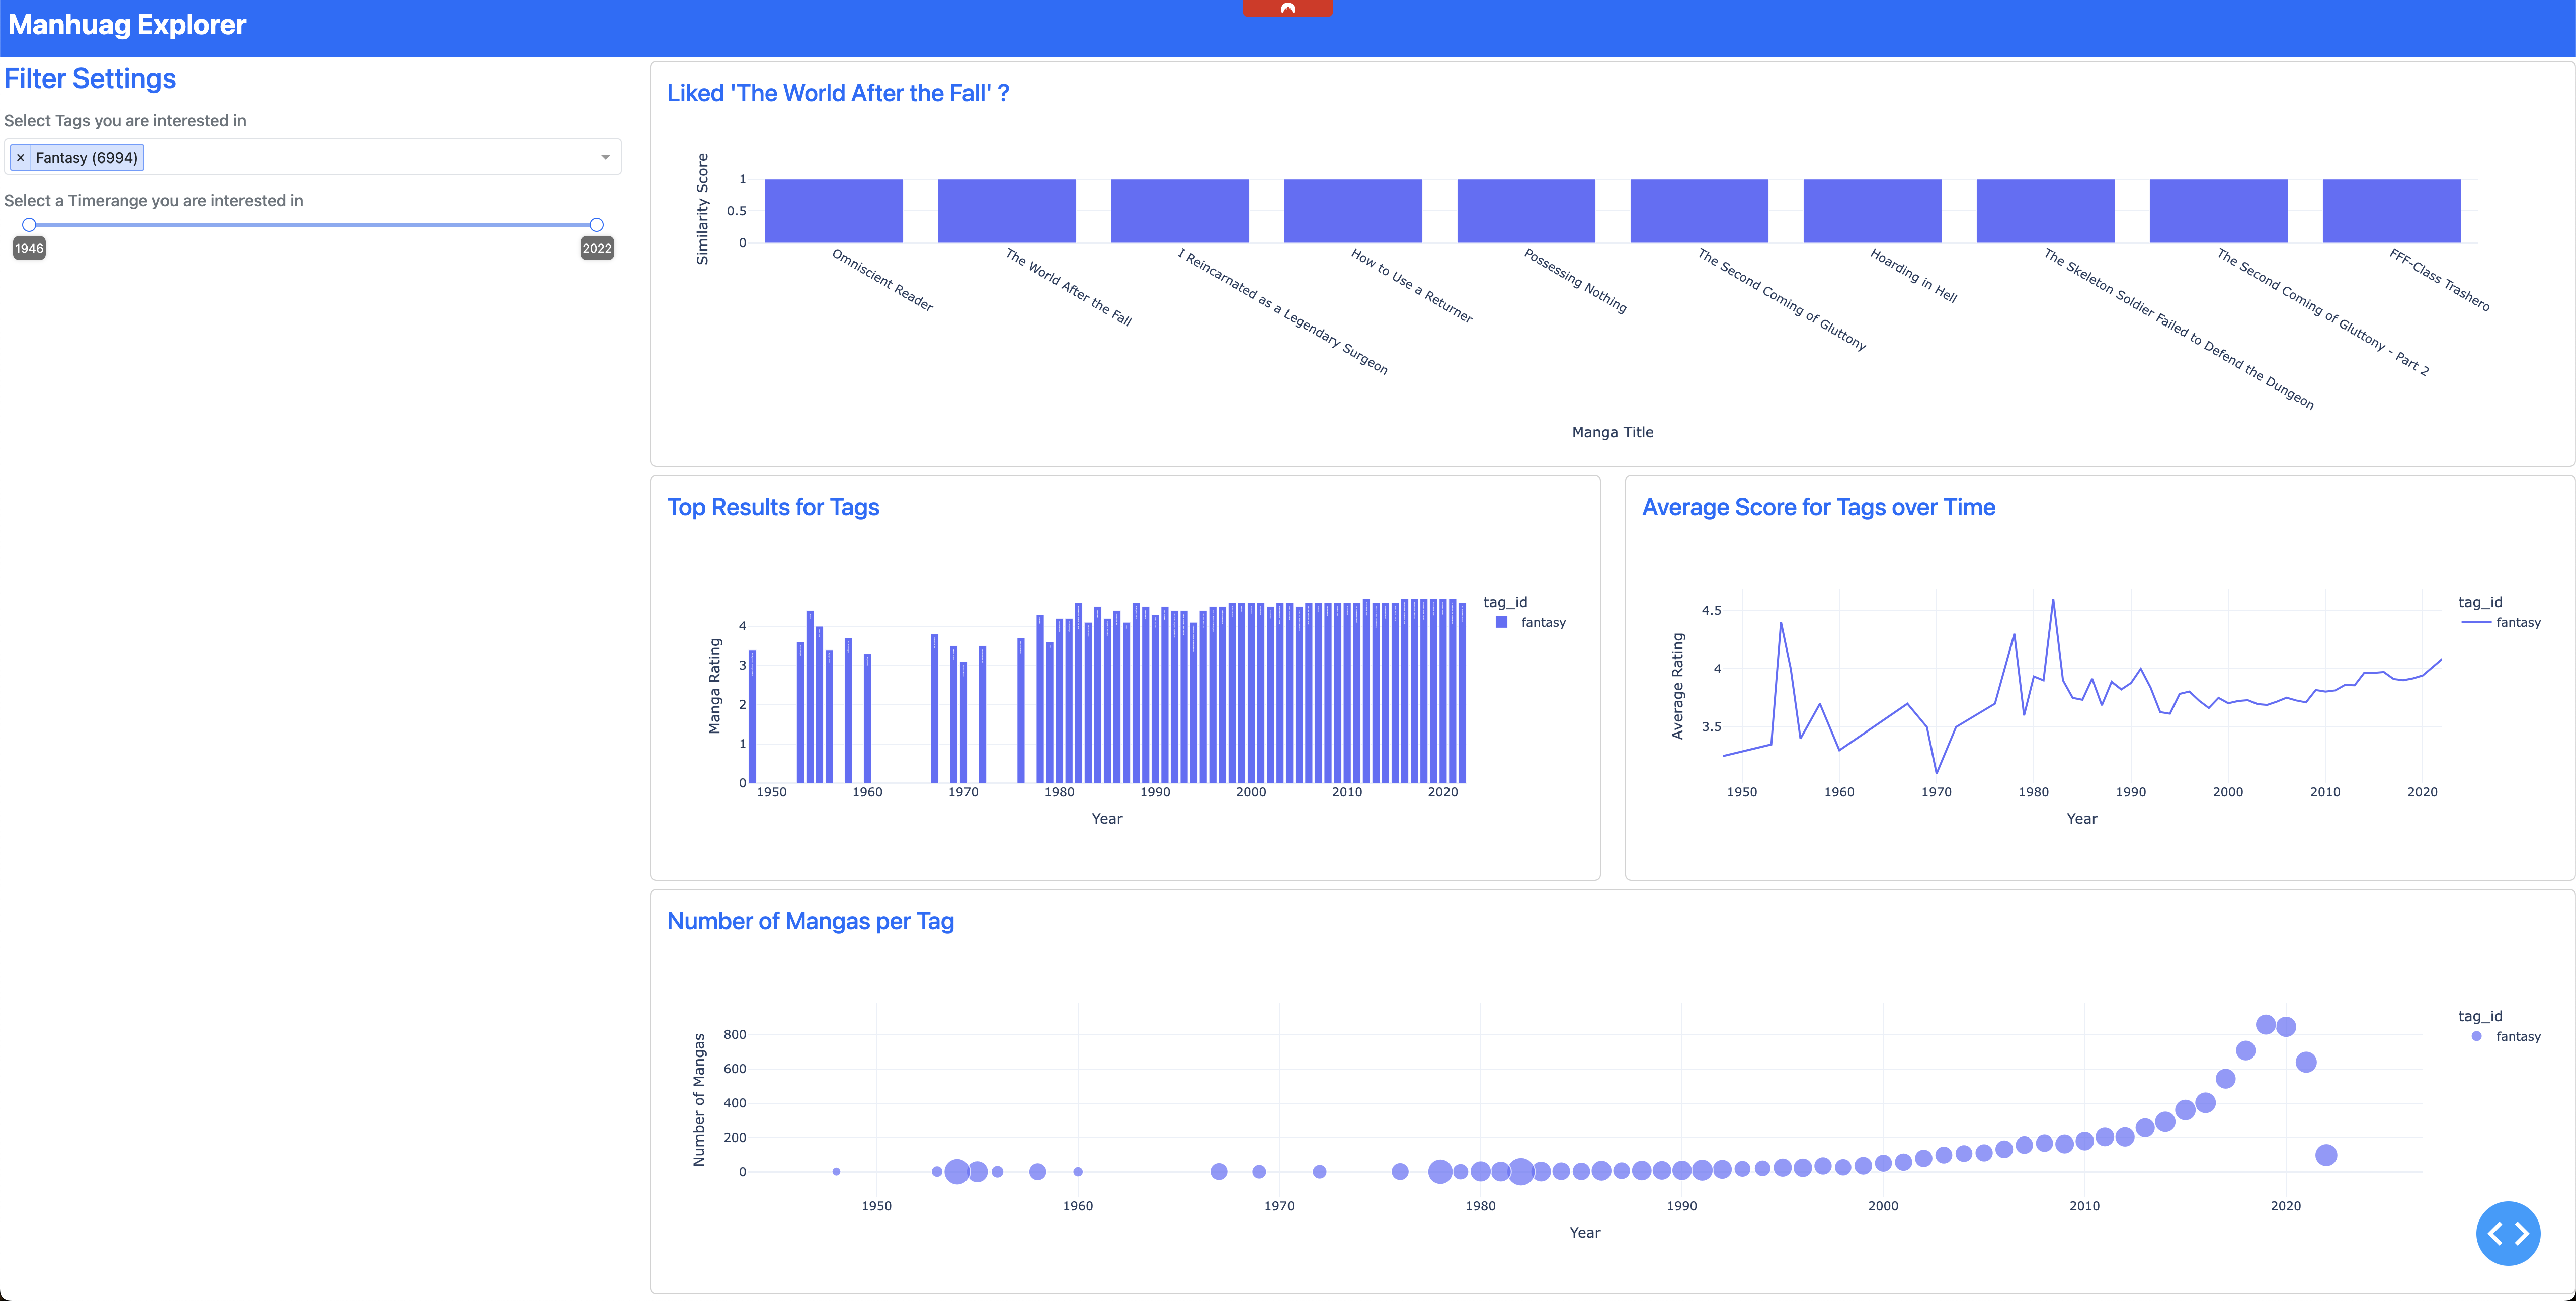 Manhuag Explorer
Filter Settings
Select Tags you are interested in
× Fantasy (6994)
Select a Timerange you are interested in
1946 2022
Liked 'The World After the Fall' ?
Similarity Score
1
0.5
0
Omniscient Reader
The World After the Fall
I Reincarnated as a Legendary Surgeon
How to Use a Returner
Possessing Nothing
The Second Coming of Gluttony
Hoarding in Hell
The Skeleton Soldier Failed to Defend the Dungeon
The Second Coming of Gluttony - Part 2
FFF-Class Trashero
Manga Title
Top Results for Tags
Manga Rating
4
3
2
1
0
1950 1960 1970 1980 1990 2000 2010 2020
Year
tag_id
fantasy
Average Score for Tags over Time
Average Rating
4.5
4
3.5
1950 1960 1970 1980 1990 2000 2010 2020
Year
tag_id
fantasy
Number of Mangas per Tag
Number of Mangas
800
600
400
200
0
1950 1960 1970 1980 1990 2000 2010 2020
Year
tag_id
fantasy